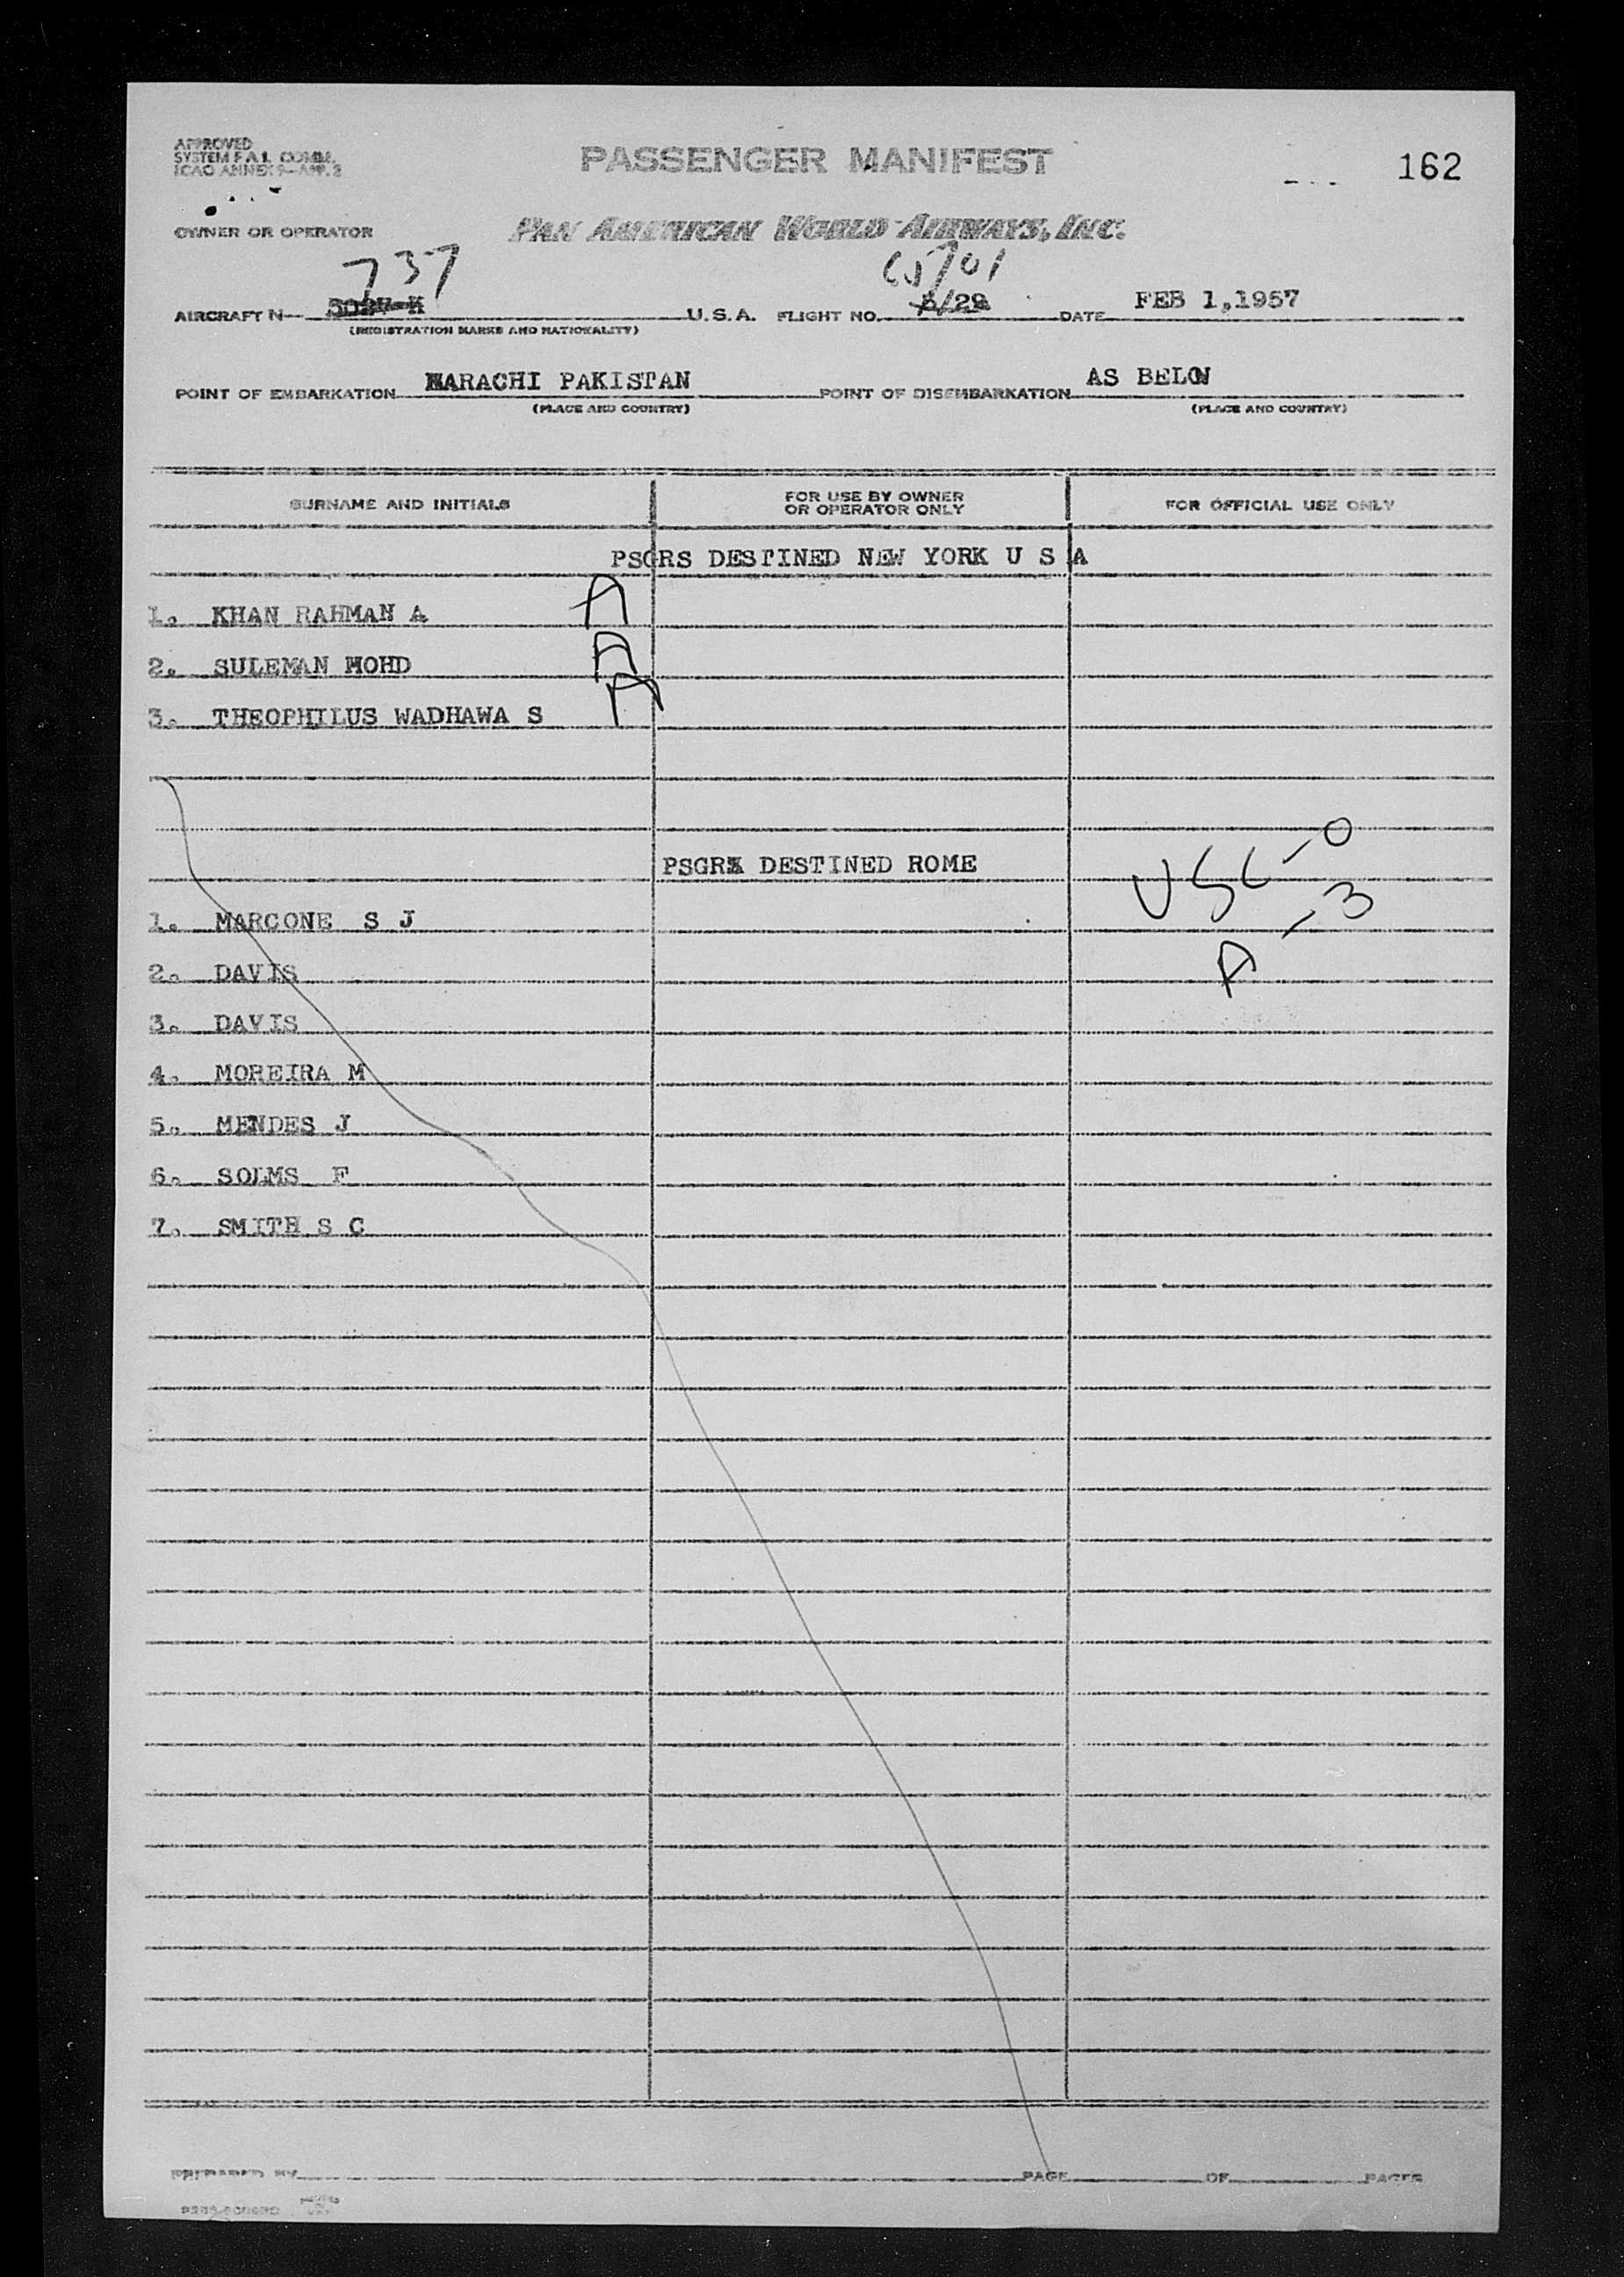 APPROVED
SYSTEM F A L COMM.
ICAO ANNEX 9—APP. 2
PASSENGER MANIFEST
162
OWNER OR OPERATOR PAN AMERICAN WORLD AIRWAYS, INC.
737
AIRCRAFT N— U.S.A. FLIGHT NO. /29 DATE FEB 1,1957
(REGISTRATION MARKS AND NATIONALITY)
POINT OF EMBARKATION KARACHI PAKISTAN POINT OF DISEMBARKATION AS BELOW
(PLACE AND COUNTRY) (PLACE AND COUNTRY)
SURNAME AND INITIALS FOR USE BY OWNER OR OPERATOR ONLY FOR OFFICIAL USE ONLY
PSGRS DESTINED NEW YORK U S A
1. KHAN RAHMAN A A
2. SULEMAN MOHD A
3. THEOPHILUS WADHAWA S A
PSGRS DESTINED ROME
USC -0
1. MARCONE S J
A -3
2. DAVIS
3. DAVIS
4. MOREIRA M
5. MENDES J
6. SOLMS F
7. SMITH S C
PREPARED BY PAGE OF PAGES